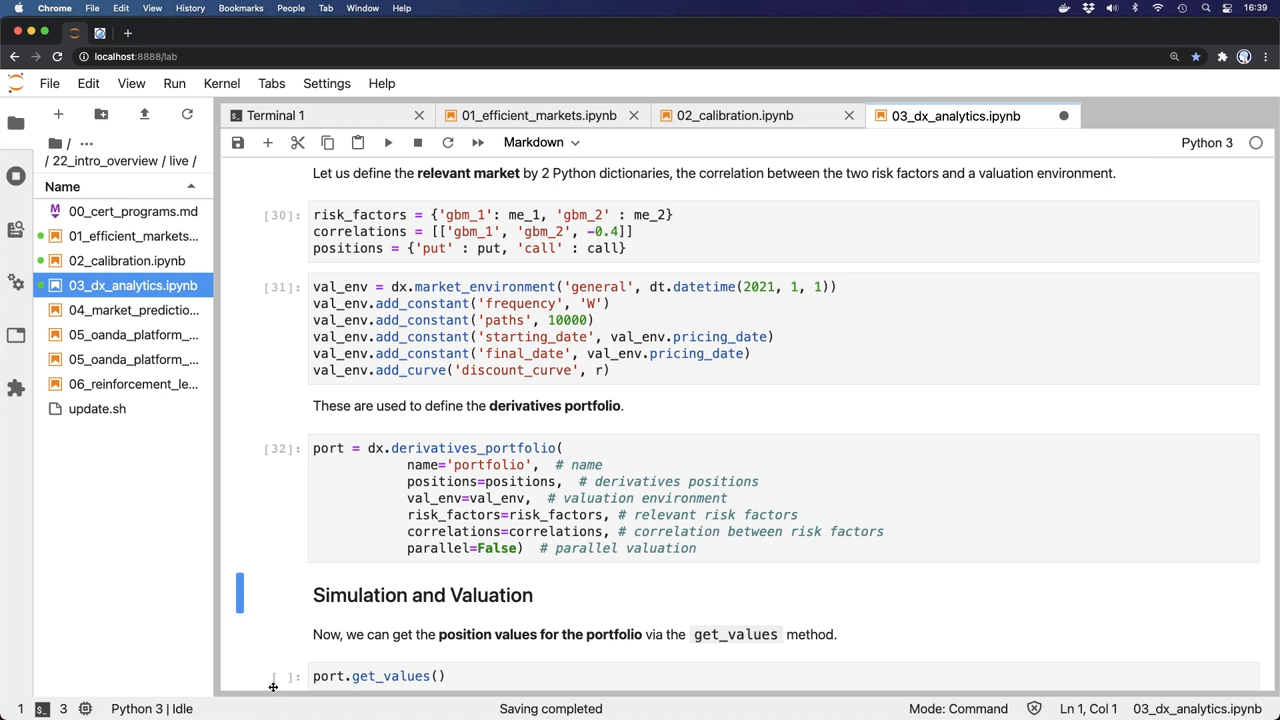 Chrome File Edit View History Bookmarks People Tab Window Help 16:39
localhost:8888/lab
File Edit View Run Kernel Tabs Settings Help
Terminal 1 01_efficient_markets.ipynb 02_calibration.ipynb 03_dx_analytics.ipynb
Markdown Python 3
/ ...
/ 22_intro_overview / live /
Name
00_cert_programs.md
01_efficient_markets...
02_calibration.ipynb
03_dx_analytics.ipynb
04_market_predictio...
05_oanda_platform_...
05_oanda_platform_...
06_reinforcement_le...
update.sh
Let us define the relevant market by 2 Python dictionaries, the correlation between the two risk factors and a valuation environment.
[30]: risk_factors = {'gbm_1': me_1, 'gbm_2' : me_2}
correlations = [['gbm_1', 'gbm_2', -0.4]]
positions = {'put' : put, 'call' : call}
[31]: val_env = dx.market_environment('general', dt.datetime(2021, 1, 1))
val_env.add_constant('frequency', 'W')
val_env.add_constant('paths', 10000)
val_env.add_constant('starting_date', val_env.pricing_date)
val_env.add_constant('final_date', val_env.pricing_date)
val_env.add_curve('discount_curve', r)
These are used to define the derivatives portfolio.
[32]: port = dx.derivatives_portfolio(
name='portfolio', # name
positions=positions, # derivatives positions
val_env=val_env, # valuation environment
risk_factors=risk_factors, # relevant risk factors
correlations=correlations, # correlation between risk factors
parallel=False) # parallel valuation
Simulation and Valuation
Now, we can get the position values for the portfolio via the get_values method.
[ ]: port.get_values()
1 3 Python 3 | Idle Saving completed Mode: Command Ln 1, Col 1 03_dx_analytics.ipynb